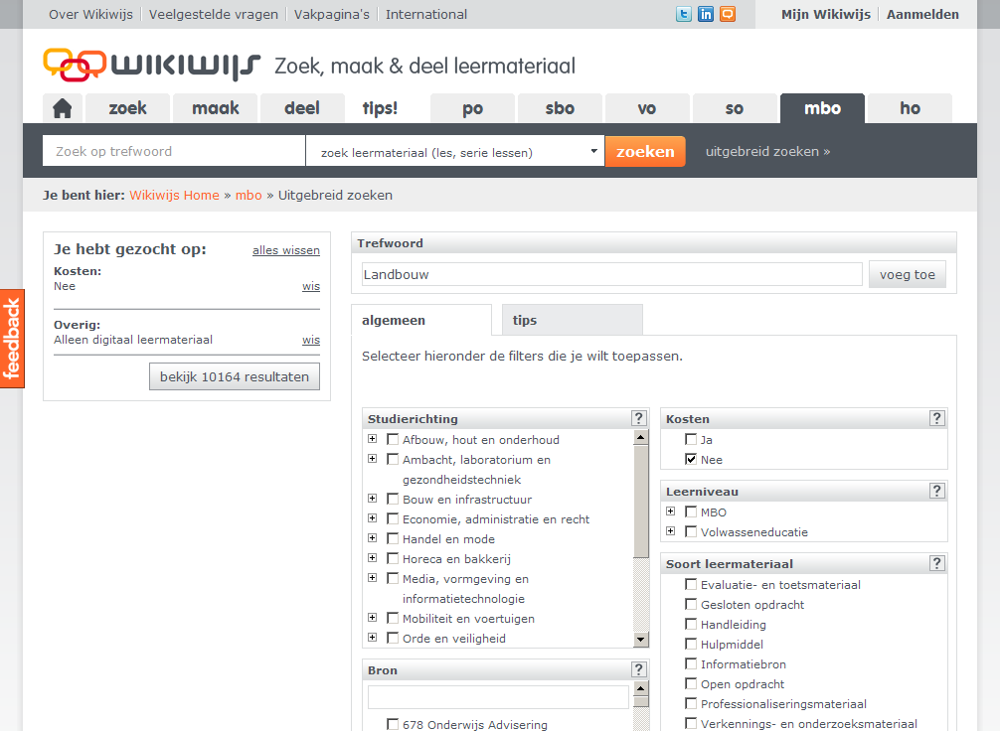 Over Wikiwijs Veelgestelde vragen Vakpagina's International Mijn Wikiwijs Aanmelden
wikiwijs Zoek, maak & deel leermateriaal
zoek maak deel tips! po sbo vo so mbo ho
Zoek op trefwoord zoek leermateriaal (les, serie lessen) zoeken uitgebreid zoeken »
Je bent hier: Wikiwijs Home » mbo » Uitgebreid zoeken
feedback
Je hebt gezocht op: alles wissen
Kosten:
Nee wis
Overig:
Alleen digitaal leermateriaal wis
bekijk 10164 resultaten
Trefwoord
Landbouw voeg toe
algemeen tips
Selecteer hieronder de filters die je wilt toepassen.
Studierichting ?
Afbouw, hout en onderhoud
Ambacht, laboratorium en
gezondheidstechniek
Bouw en infrastructuur
Economie, administratie en recht
Handel en mode
Horeca en bakkerij
Media, vormgeving en
informatietechnologie
Mobiliteit en voertuigen
Orde en veiligheid
Bron ?
678 Onderwijs Advisering
Kosten ?
Ja
Nee
Leerniveau ?
MBO
Volwasseneducatie
Soort leermateriaal ?
Evaluatie- en toetsmateriaal
Gesloten opdracht
Handleiding
Hulpmiddel
Informatiebron
Open opdracht
Professionaliseringsmateriaal
Verkennings- en onderzoeksmateriaal